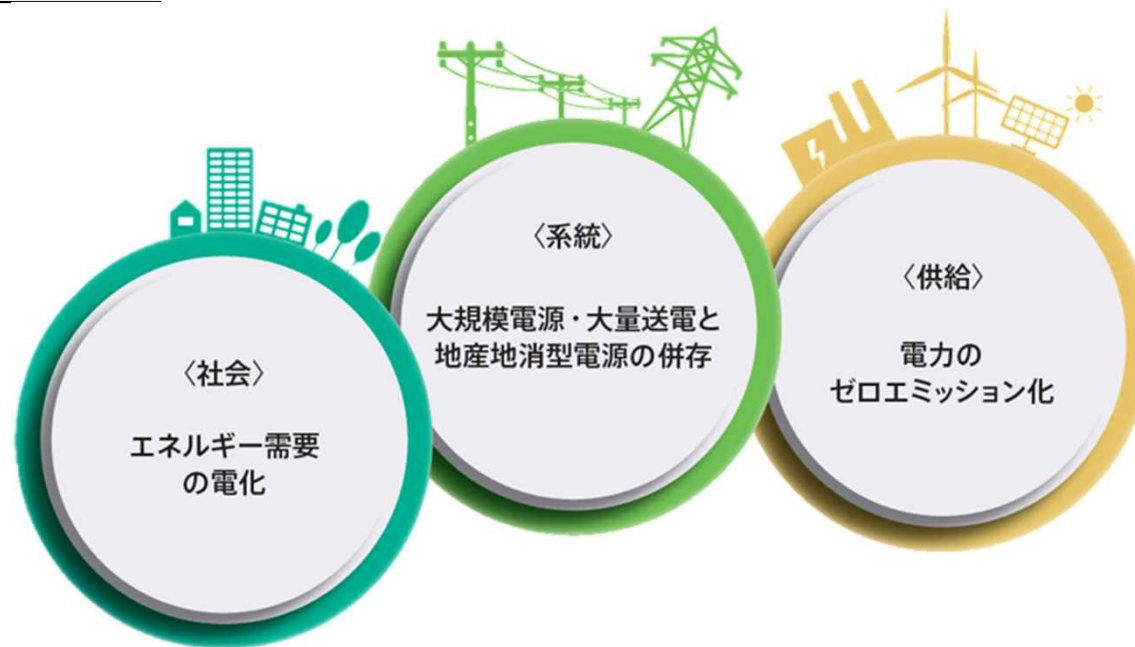 〈社会〉
エネルギー需要
の電化
〈系統〉
大規模電源・大量送電と
地産地消型電源の併存
〈供給〉
電力の
ゼロエミッション化